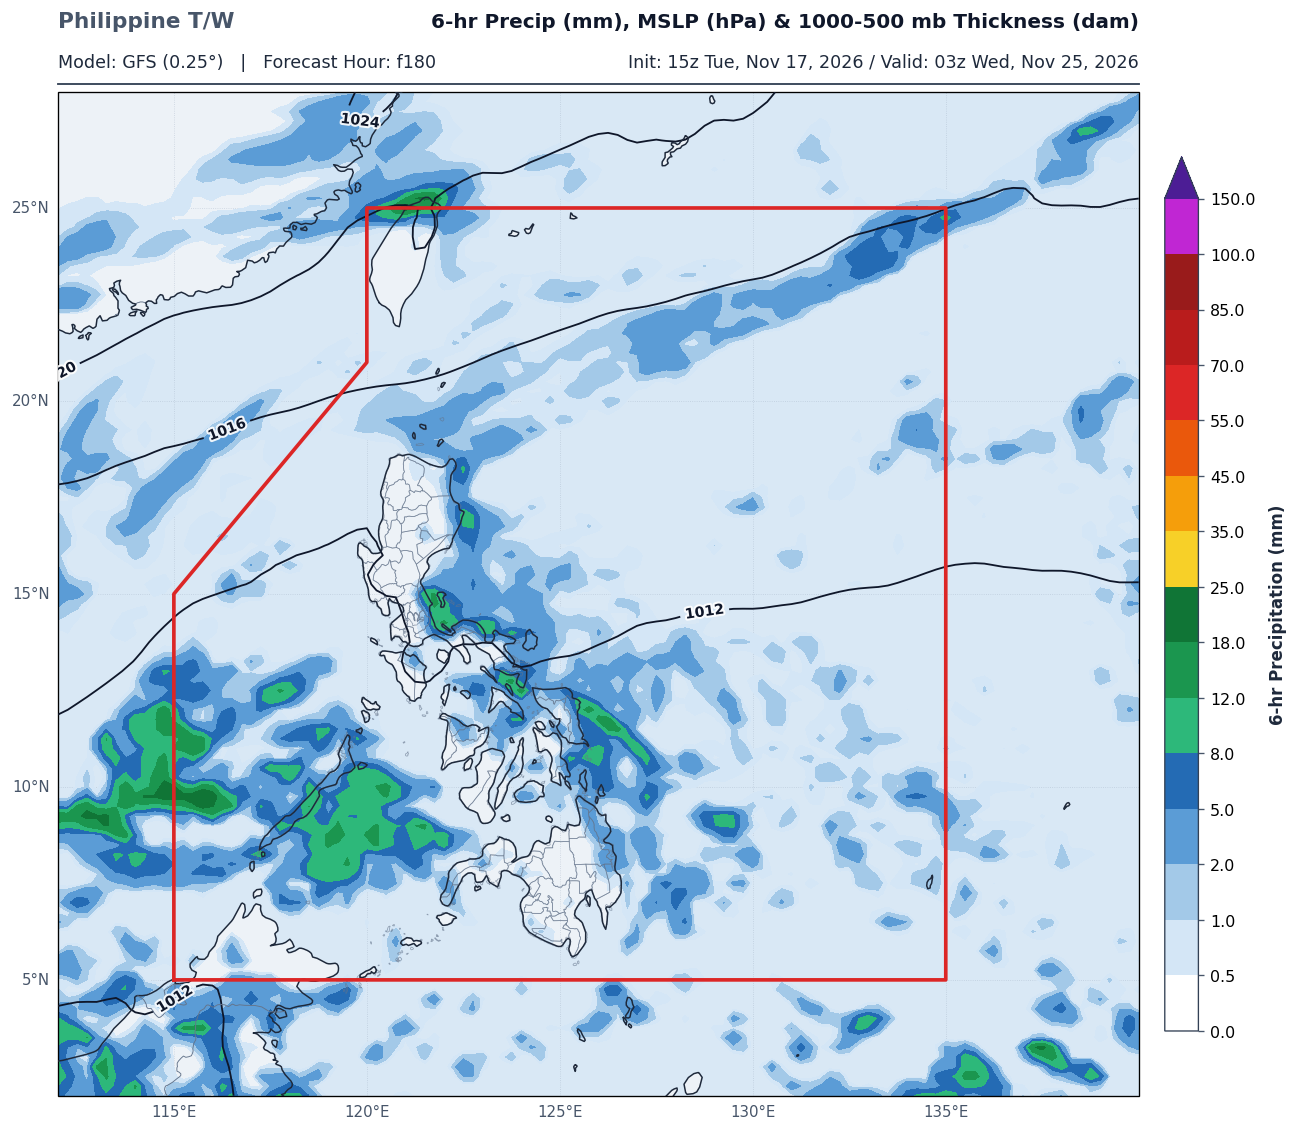 Philippine T/W
6-hr Precip (mm), MSLP (hPa) & 1000-500 mb Thickness (dam)
Model: GFS (0.25°) | Forecast Hour: f180
Init: 15z Tue, Nov 17, 2026 / Valid: 03z Wed, Nov 25, 2026
1024
25°N
20
20°N
1016
15°N
1012
10°N
5°N
1012
115°E
120°E
125°E
130°E
135°E
150.0
100.0
85.0
70.0
55.0
45.0
35.0
25.0
18.0
12.0
8.0
5.0
2.0
1.0
0.5
0.0
6-hr Precipitation (mm)